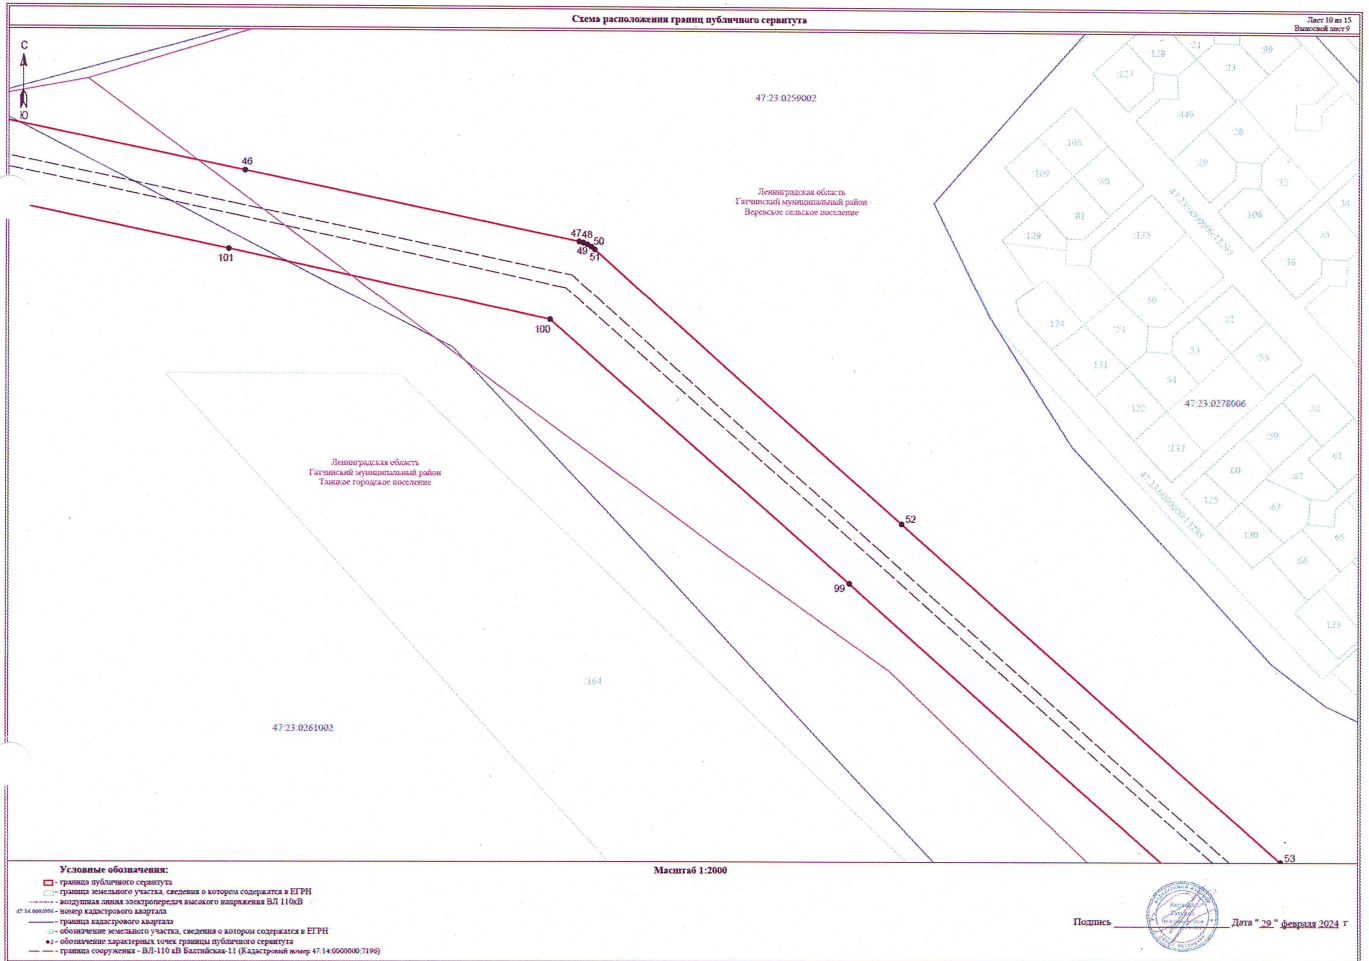 Схема расположения границ публичного сервитута
Лист 10 из 15
Выносной лист 9
С
Ю
47:23:0259002
Ленинградская область
Гатчинский муниципальный район
Веревское сельское поселение
46
47 48
49
50
51
101
100
52
99
53
:128
:21
:99
:123
:23
:449
:28
:29
:32
:108
:109
:80
:81
:129
:135
:106
:34
:35
:36
:50
:124
:51
:52
:53
:55
:131
:54
:122
47:23:0278006
:58
:132
:59
:61
:60
:62
:125
:63
:130
:65
:66
:123
Ленинградская область
Гатчинский муниципальный район
Таицкое городское поселение
:164
47:23:0261002
Условные обозначения:
- граница публичного сервитута
- граница земельного участка, сведения о котором содержатся в ЕГРН
- воздушная линия электропередач высокого напряжения ВЛ 110кВ
- номер кадастрового квартала
- граница кадастрового квартала
- обозначение земельного участка, сведения о котором содержатся в ЕГРН
- обозначение характерных точек границы публичного сервитута
- граница сооружения - ВЛ-110 кВ Балтийская-11 (Кадастровый номер 47:14:0000000:7196)
Масштаб 1:2000
Подпись
Дата " 29 " февраля 2024 г